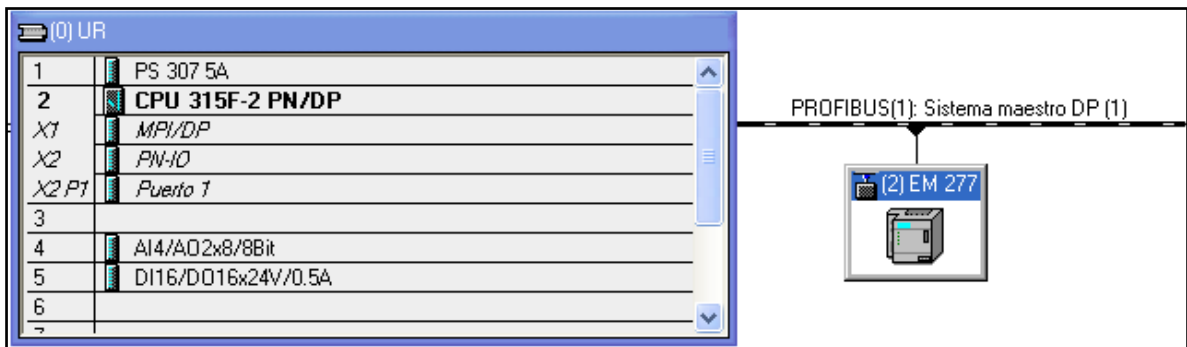 (0) UR
1 PS 307 5A
2 CPU 315F-2 PN/DP
X1 MPI/DP
X2 PN-IO
X2 P1 Puerto 1
3
4 AI4/AO2x8/8Bit
5 DI16/DO16x24V/0.5A
6
7
PROFIBUS(1): Sistema maestro DP (1)
(2) EM 277